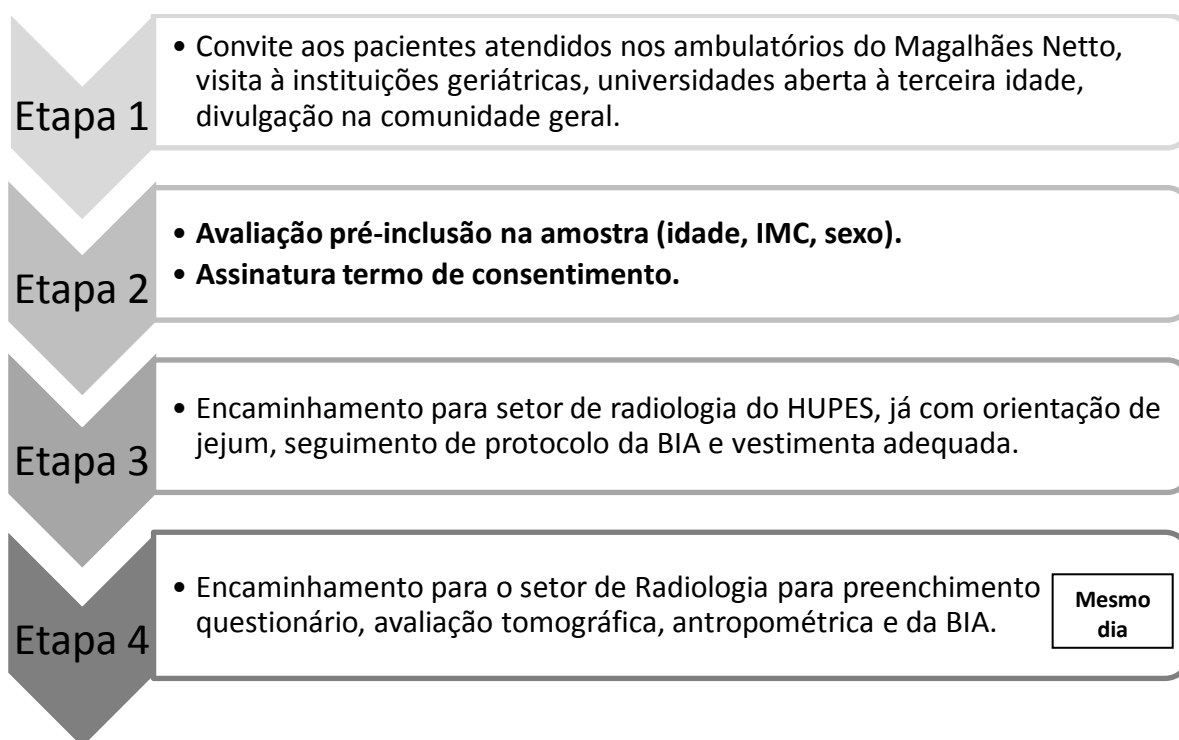 Etapa 1
• Convite aos pacientes atendidos nos ambulatórios do Magalhães Netto,
visita à instituições geriátricas, universidades aberta à terceira idade,
divulgação na comunidade geral.
Etapa 2
• Avaliação pré-inclusão na amostra (idade, IMC, sexo).
• Assinatura termo de consentimento.
Etapa 3
• Encaminhamento para setor de radiologia do HUPES, já com orientação de
jejum, seguimento de protocolo da BIA e vestimenta adequada.
Etapa 4
• Encaminhamento para o setor de Radiologia para preenchimento
questionário, avaliação tomográfica, antropométrica e da BIA.
Mesmo
dia